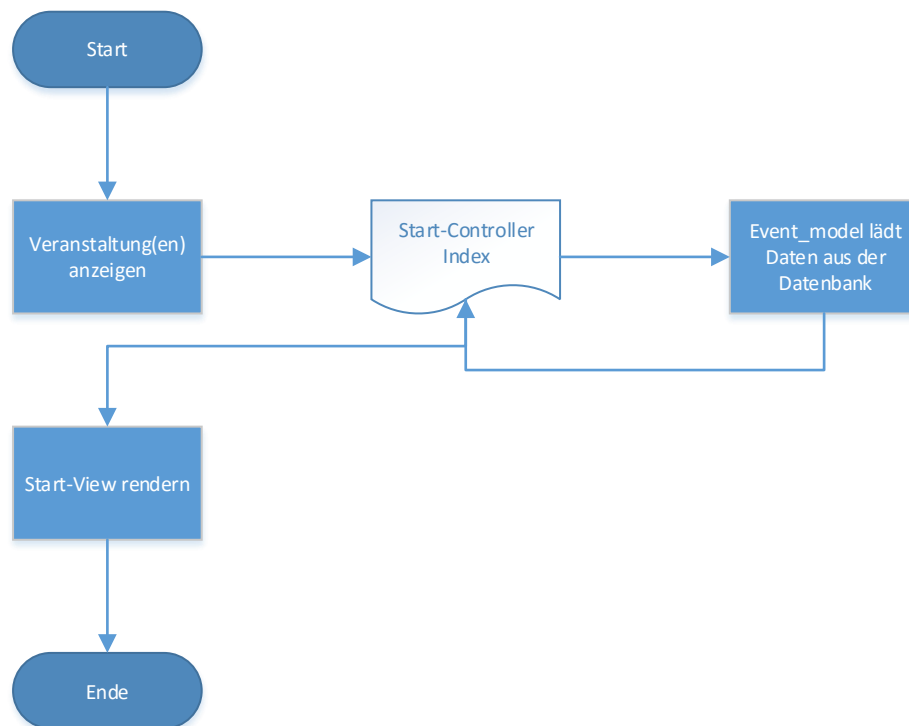 Start
Veranstaltung(en)
anzeigen
Start-Controller
Index
Event_model lädt
Daten aus der
Datenbank
Start-View rendern
Ende